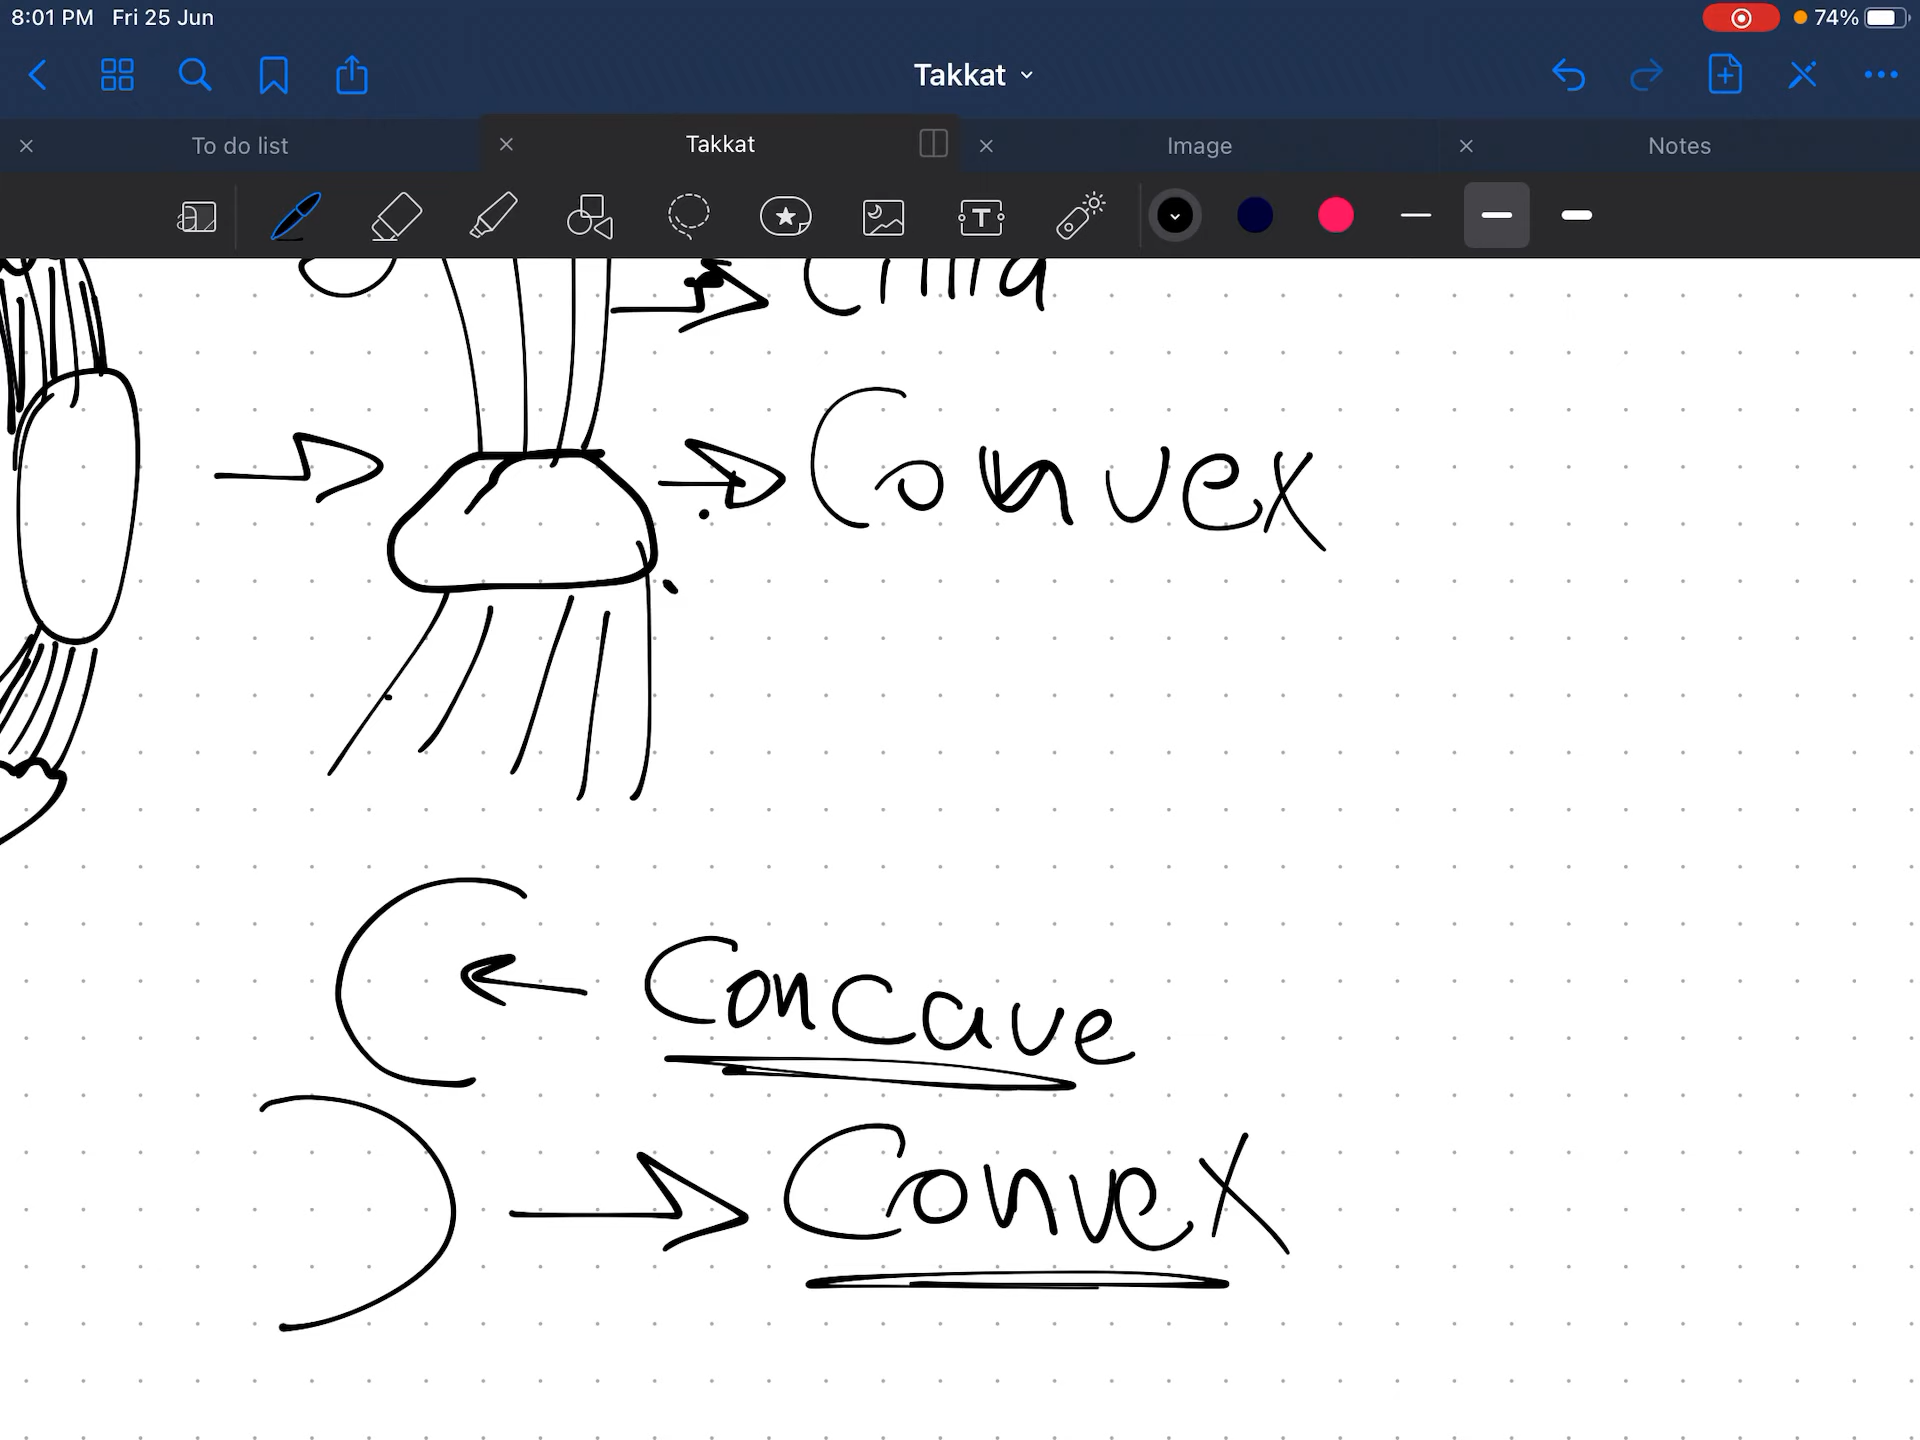 8:01 PM Fri 25 Jun 74%
Takkat
To do list Takkat Image Notes
T
Convex
Concave
Convex